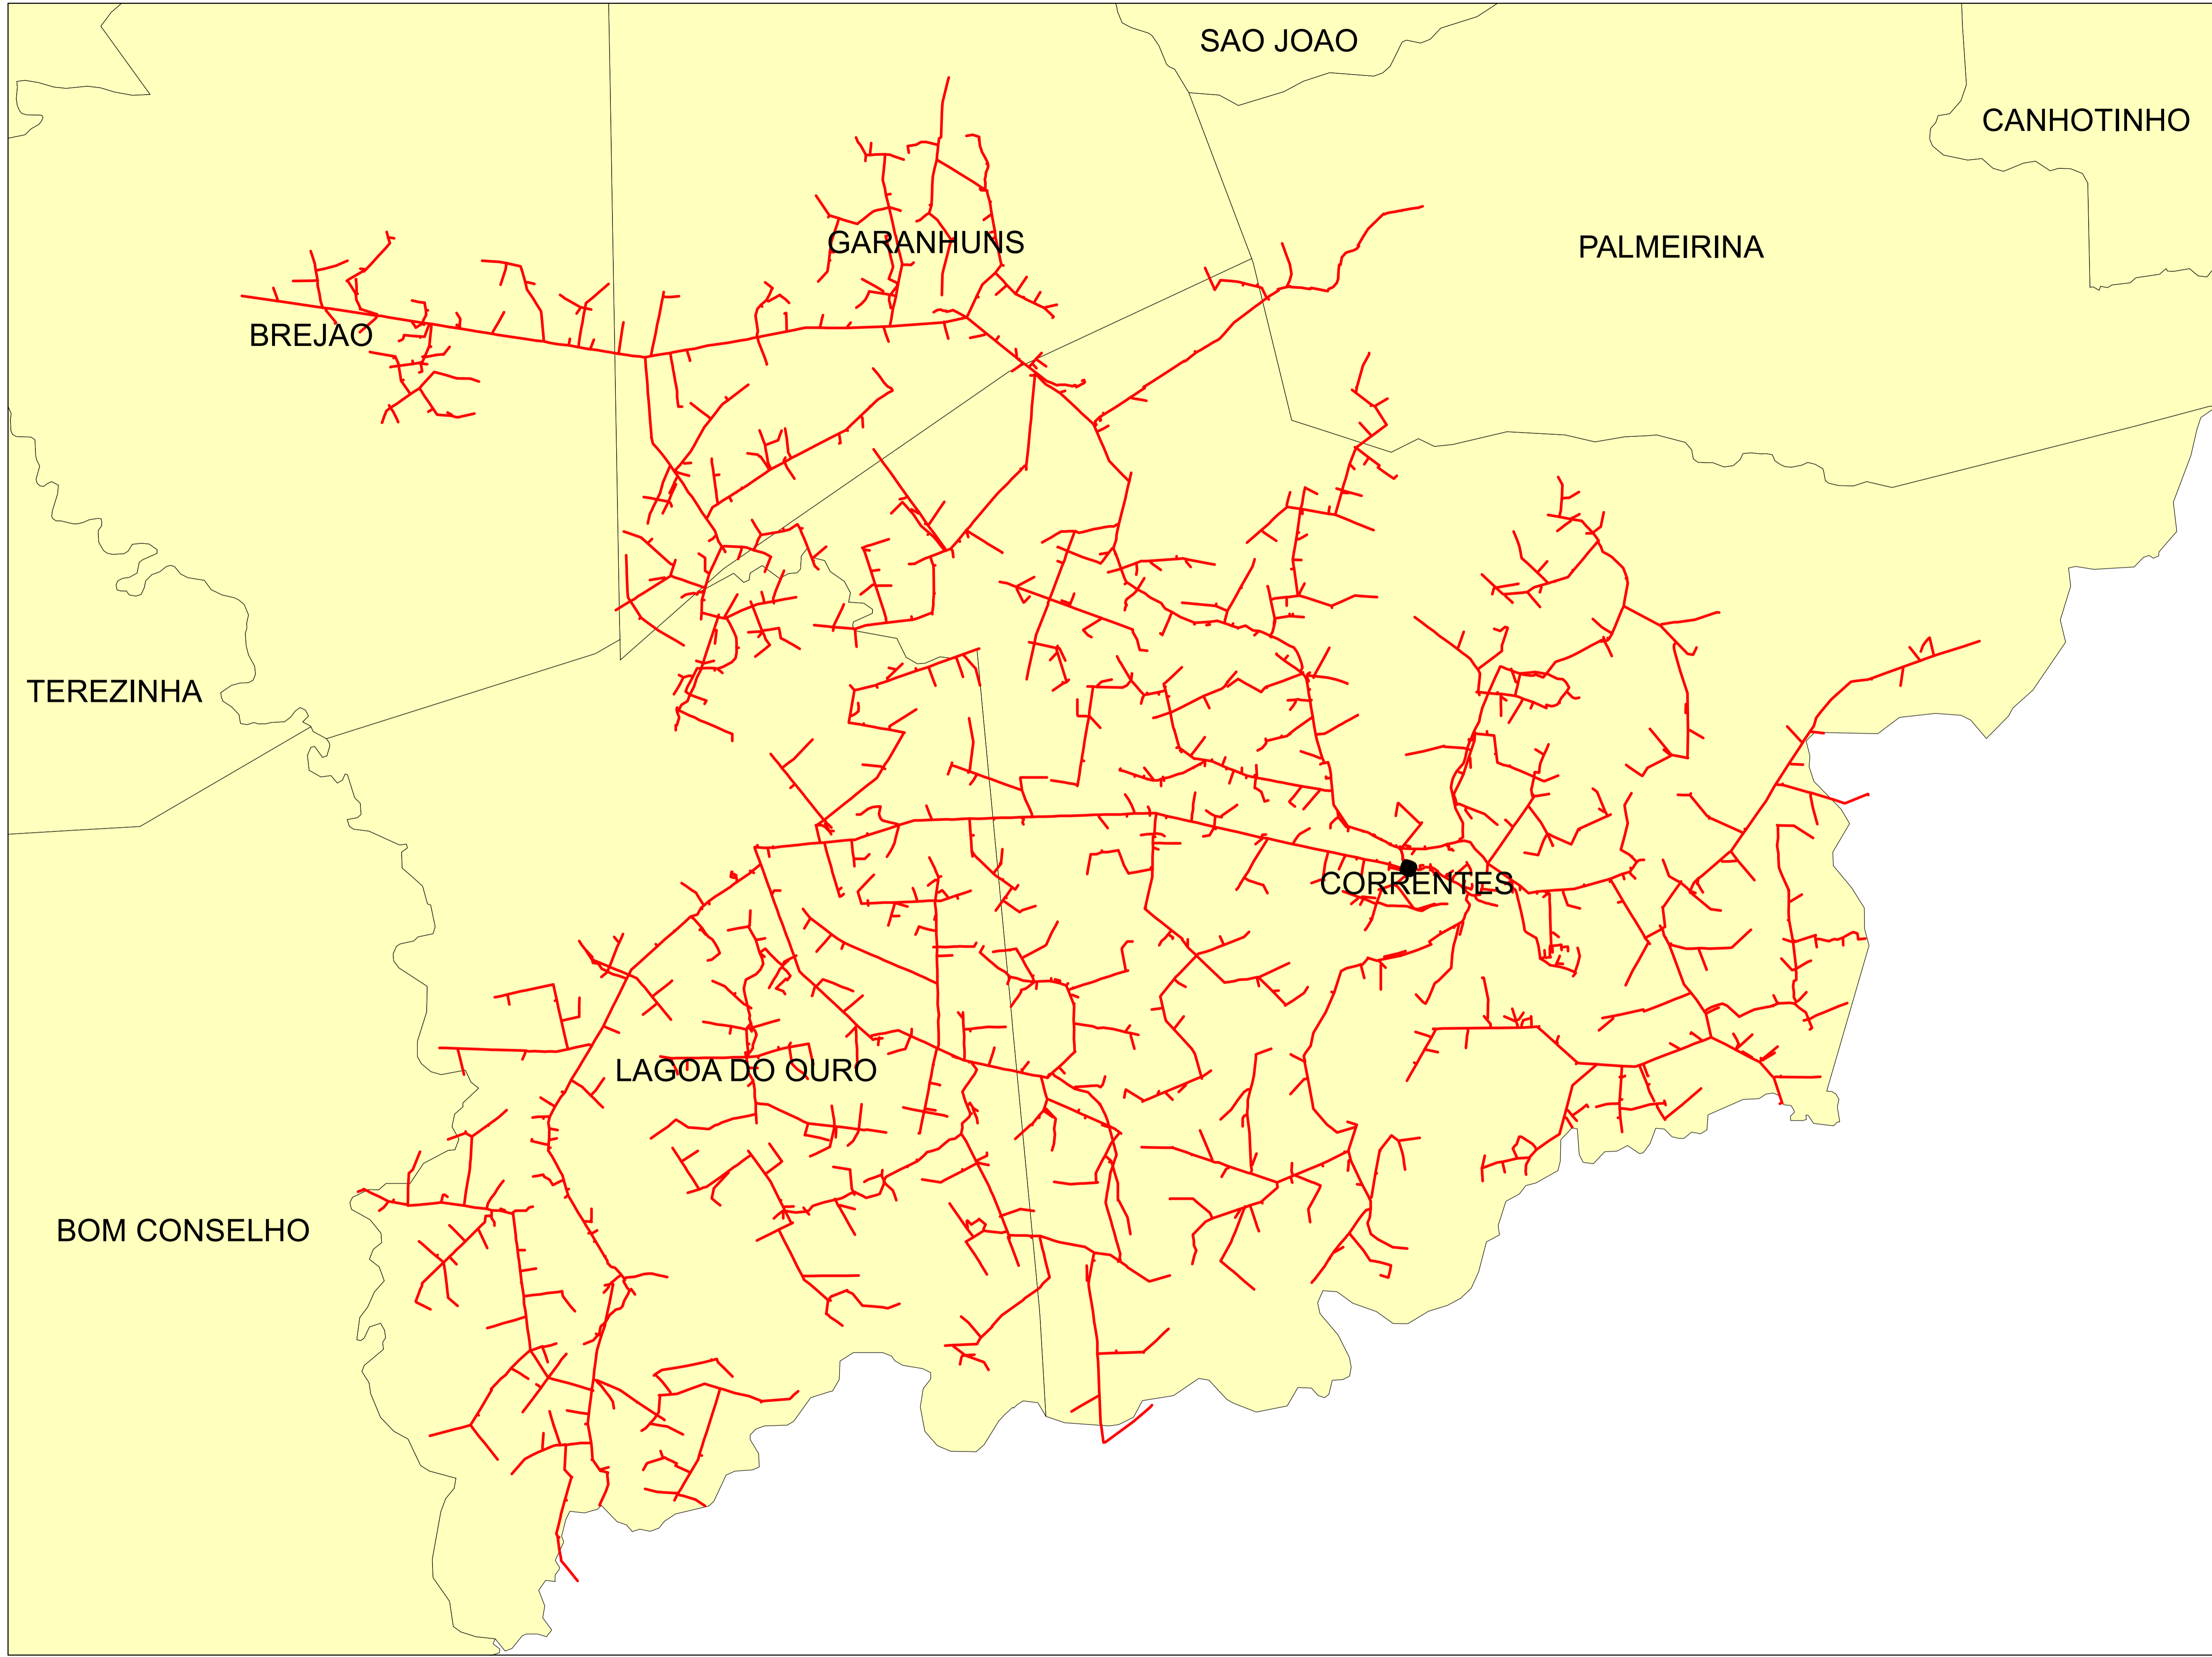 SAO JOAO
CANHOTINHO
GARANHUNS
PALMEIRINA
BREJAO
TEREZINHA
CORRENTES
LAGOA DO OURO
BOM CONSELHO